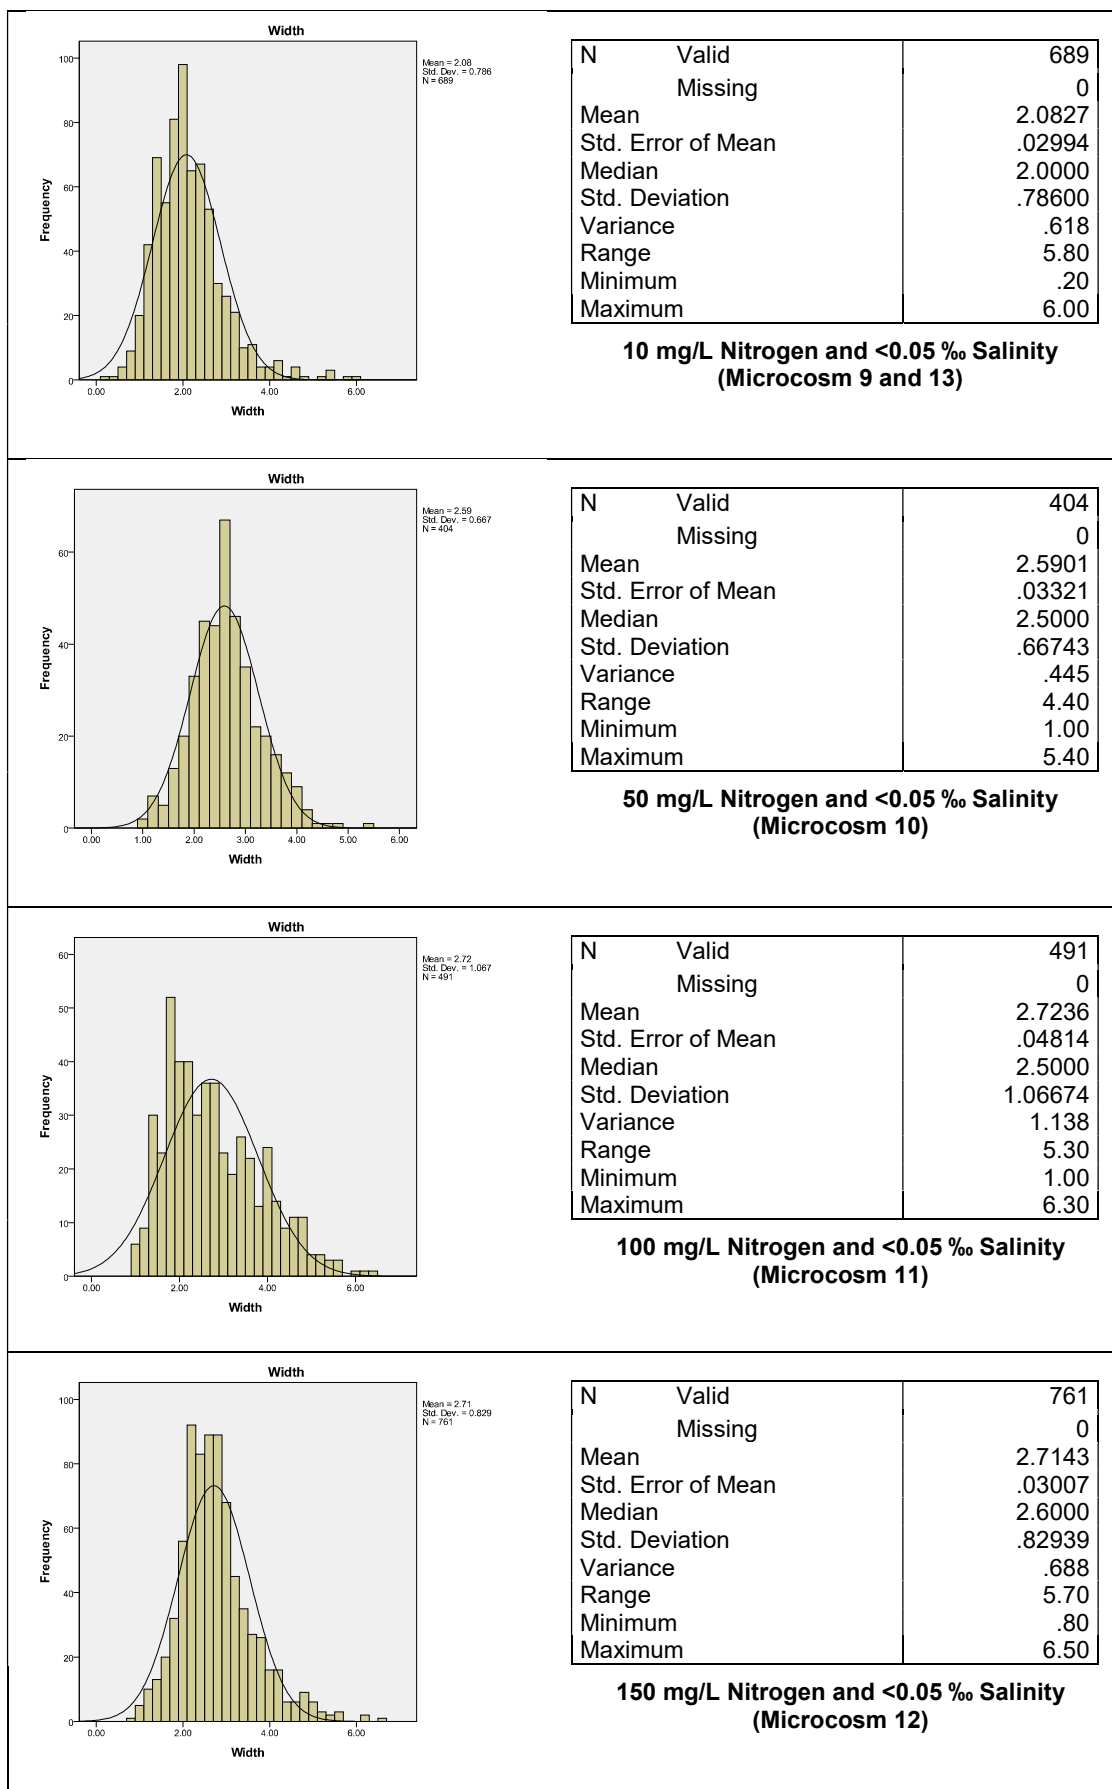 Width
Mean = 2.08
Std. Dev. = 0.786
N = 689
Frequency
100
80
60
40
20
0
0.00 2.00 4.00 6.00
Width
N Valid 689
Missing 0
Mean 2.0827
Std. Error of Mean .02994
Median 2.0000
Std. Deviation .78600
Variance .618
Range 5.80
Minimum .20
Maximum 6.00
10 mg/L Nitrogen and <0.05 ‰ Salinity
(Microcosm 9 and 13)
Width
Mean = 2.59
Std. Dev. = 0.667
N = 404
Frequency
60
40
20
0
0.00 1.00 2.00 3.00 4.00 5.00 6.00
Width
N Valid 404
Missing 0
Mean 2.5901
Std. Error of Mean .03321
Median 2.5000
Std. Deviation .66743
Variance .445
Range 4.40
Minimum 1.00
Maximum 5.40
50 mg/L Nitrogen and <0.05 ‰ Salinity
(Microcosm 10)
Width
Mean = 2.72
Std. Dev. = 1.067
N = 491
Frequency
60
50
40
30
20
10
0
0.00 2.00 4.00 6.00
Width
N Valid 491
Missing 0
Mean 2.7236
Std. Error of Mean .04814
Median 2.5000
Std. Deviation 1.06674
Variance 1.138
Range 5.30
Minimum 1.00
Maximum 6.30
100 mg/L Nitrogen and <0.05 ‰ Salinity
(Microcosm 11)
Width
Mean = 2.71
Std. Dev. = 0.829
N = 761
Frequency
100
80
60
40
20
0
0.00 2.00 4.00 6.00
Width
N Valid 761
Missing 0
Mean 2.7143
Std. Error of Mean .03007
Median 2.6000
Std. Deviation .82939
Variance .688
Range 5.70
Minimum .80
Maximum 6.50
150 mg/L Nitrogen and <0.05 ‰ Salinity
(Microcosm 12)